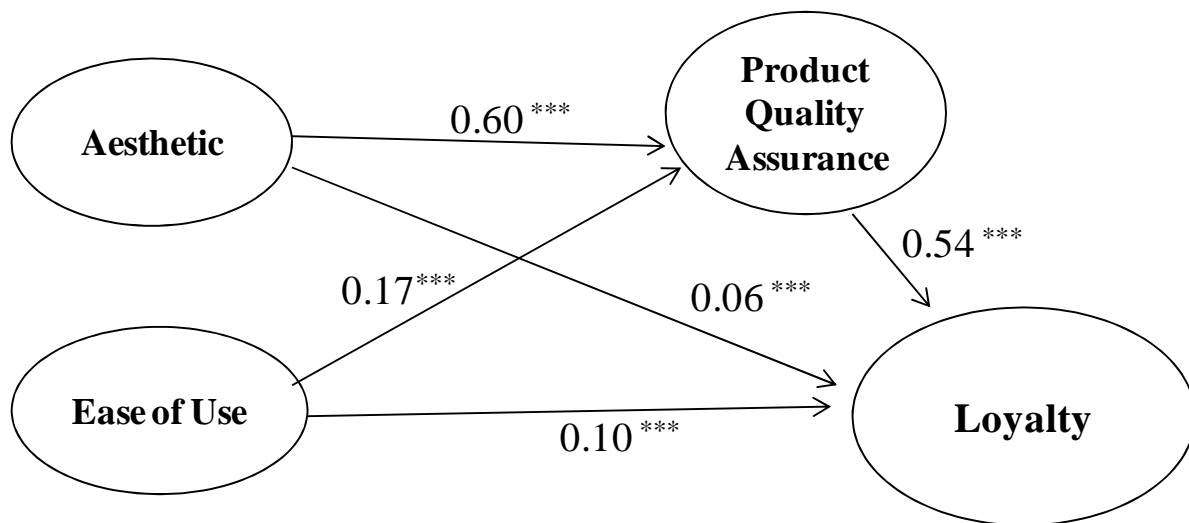 Product
Quality
Assurance
Aesthetic
0.60 ***
0.54 ***
0.17***
0.06 ***
Ease of Use
0.10 ***
Loyalty